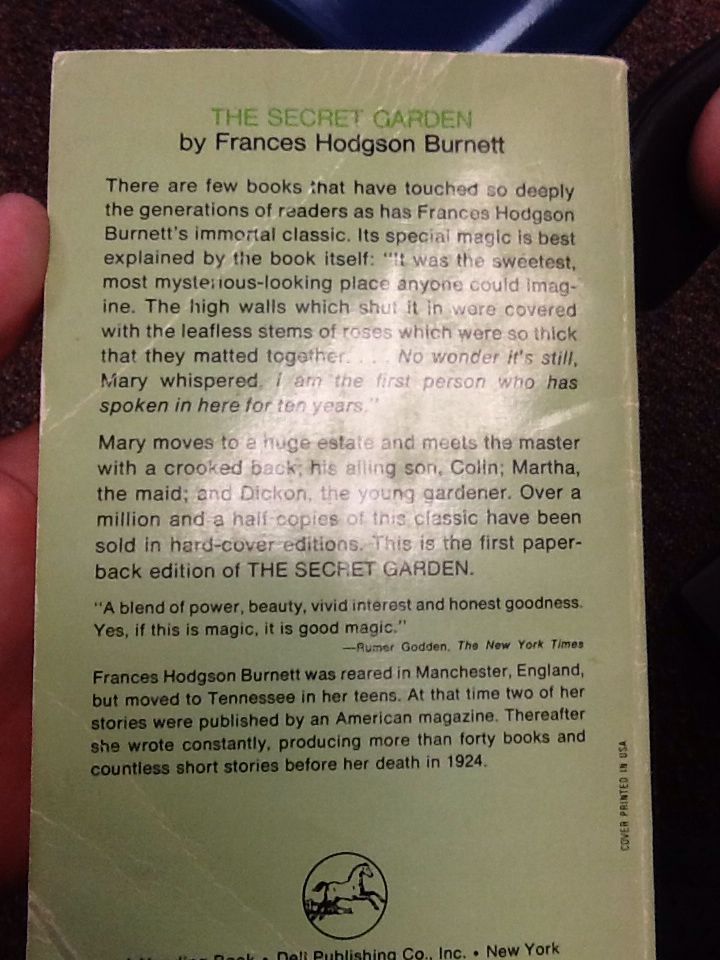 THE SECRET GARDEN
by Frances Hodgson Burnett
There are few books that have touched so deeply
the generations of readers as has Frances Hodgson
Burnett's immortal classic. Its special magic is best
explained by the book itself: "It was the sweetest,
most mysterious-looking place anyone could imag-
ine. The high walls which shut it in were covered
with the leafless stems of roses which were so thick
that they matted together. . . . No wonder it's still,
Mary whispered. I am the first person who has
spoken in here for ten years."
Mary moves to a huge estate and meets the master
with a crooked back; his ailing son, Colin; Martha,
the maid; and Dickon, the young gardener. Over a
million and a half copies of this classic have been
sold in hard-cover editions. This is the first paper-
back edition of THE SECRET GARDEN.
"A blend of power, beauty, vivid interest and honest goodness.
Yes, if this is magic, it is good magic."
—Rumer Godden, The New York Times
Frances Hodgson Burnett was reared in Manchester, England,
but moved to Tennessee in her teens. At that time two of her
stories were published by an American magazine. Thereafter
she wrote constantly, producing more than forty books and
countless short stories before her death in 1924.
COVER PRINTED IN USA
Book • Dell Publishing Co., Inc. • New York